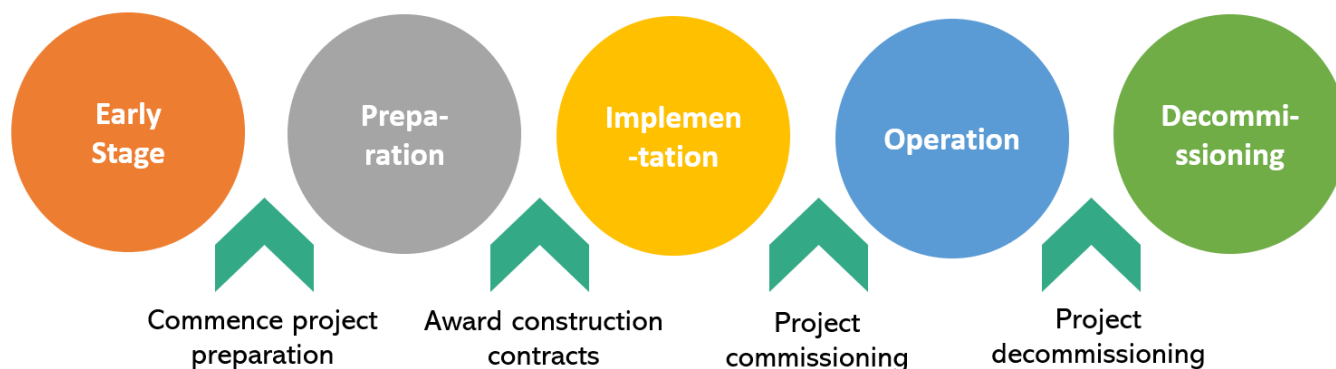 Early
Stage
Prepa-
ration
Implemen
-tation
Operation
Decommi-
ssioning
Commence project
preparation
Award construction
contracts
Project
commissioning
Project
decommissioning